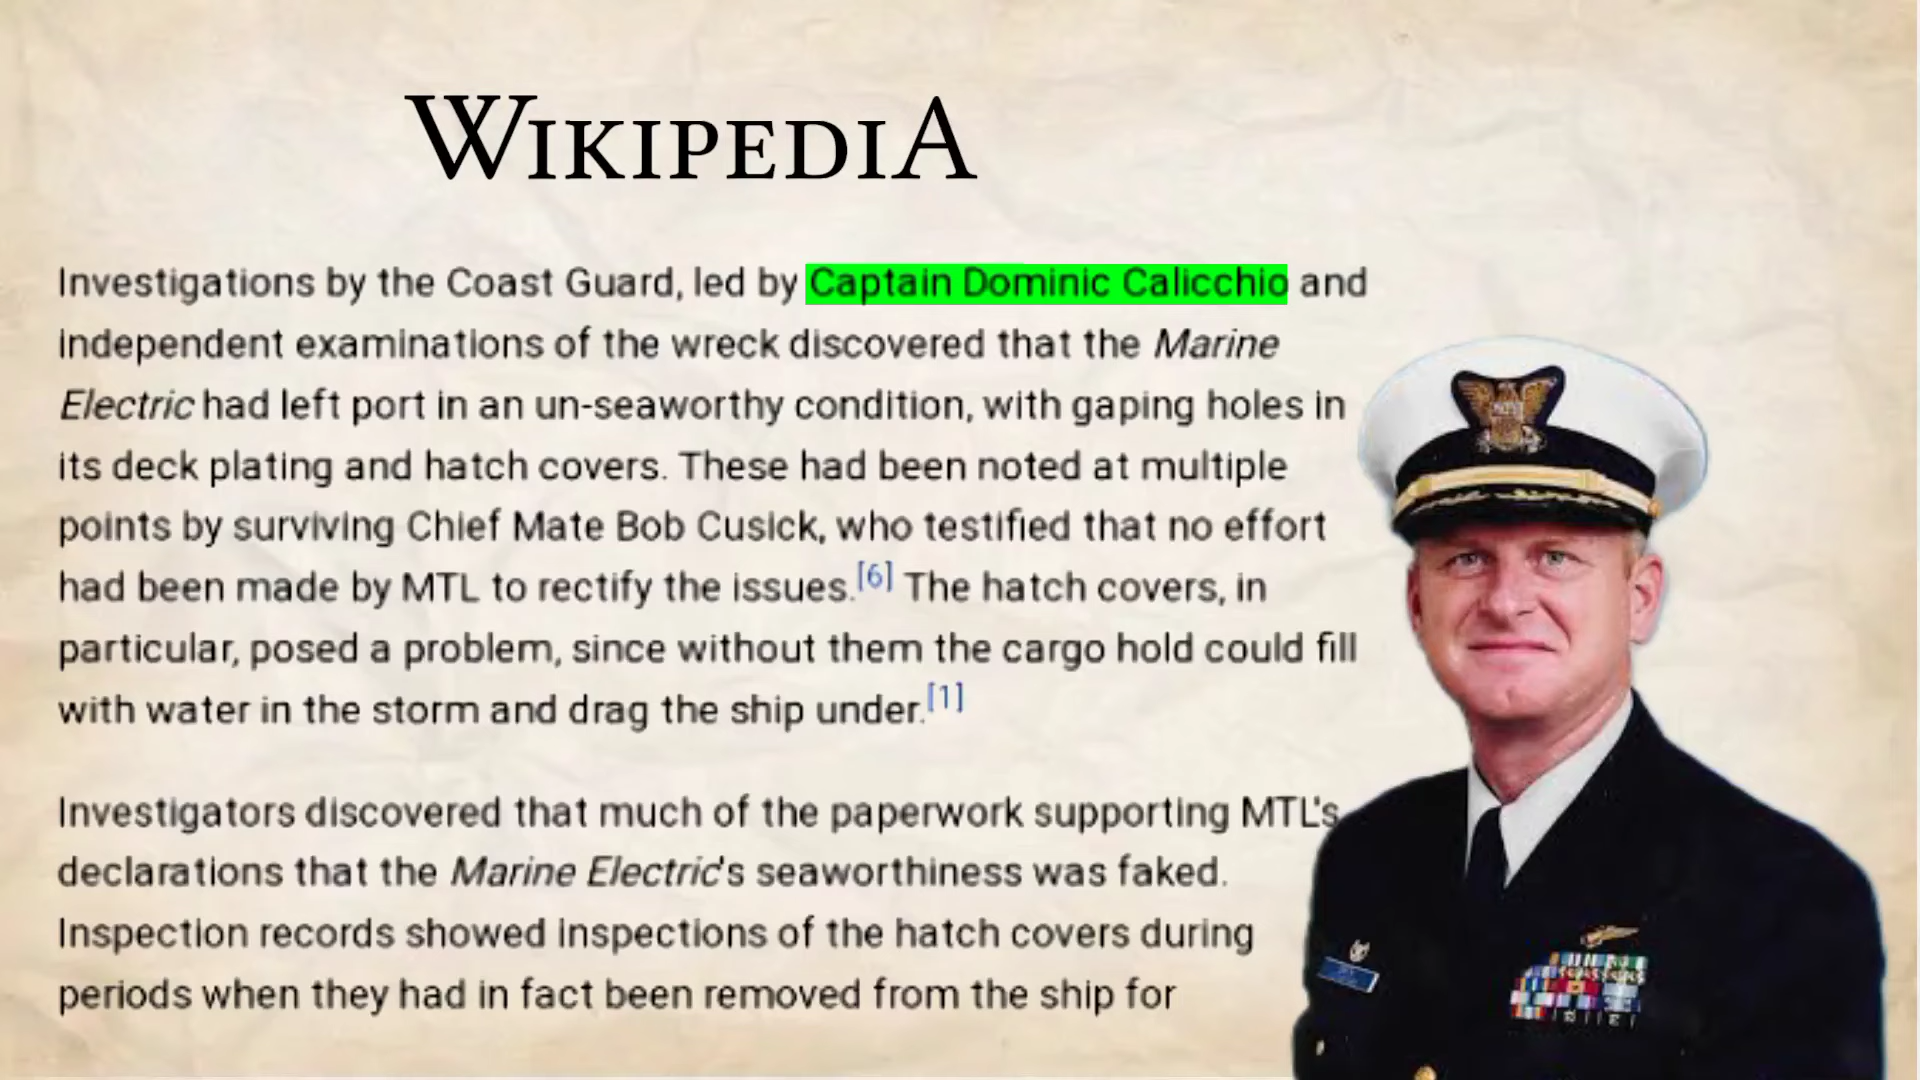 WIKIPEDIA
Investigations by the Coast Guard, led by Captain Dominic Calicchio and
independent examinations of the wreck discovered that the Marine
Electric had left port in an un-seaworthy condition, with gaping holes in
its deck plating and hatch covers. These had been noted at multiple
points by surviving Chief Mate Bob Cusick, who testified that no effort
had been made by MTL to rectify the issues.[6] The hatch covers, in
particular, posed a problem, since without them the cargo hold could fill
with water in the storm and drag the ship under.[1]
Investigators discovered that much of the paperwork supporting MTL's
declarations that the Marine Electric's seaworthiness was faked.
Inspection records showed inspections of the hatch covers during
periods when they had in fact been removed from the ship for